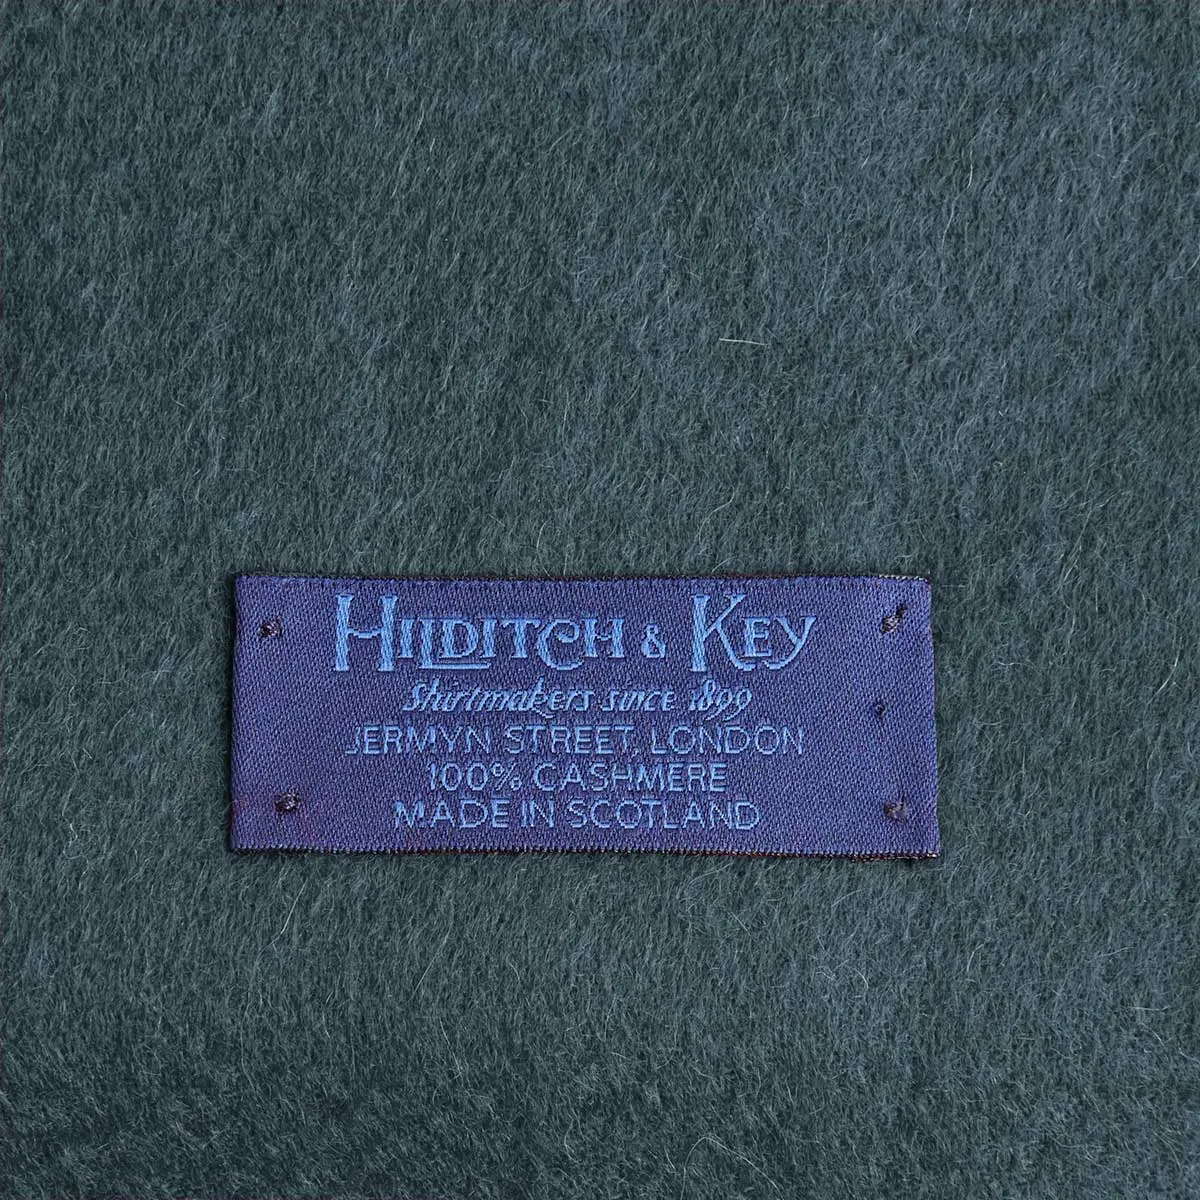 HILDITCH & KEY
Shirtmakers since 1899
JERMYN STREET, LONDON
100% CASHMERE
MADE IN SCOTLAND